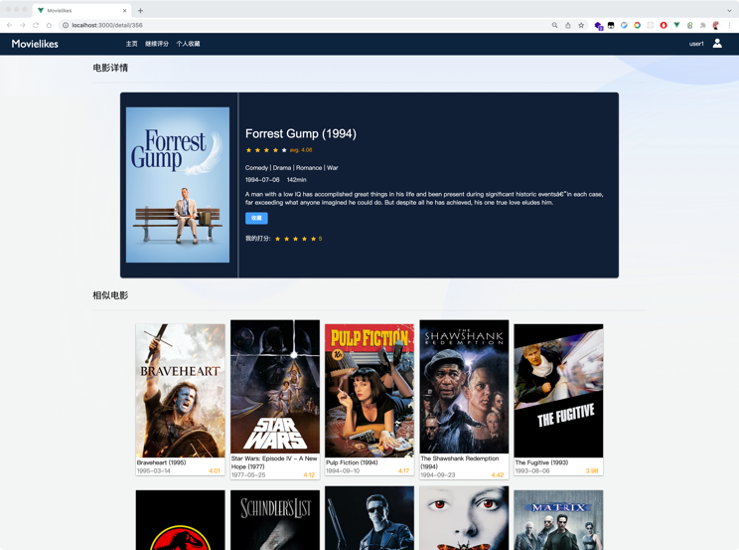 Movielikes
localhost:3000/detail/356
Movielikes
主页 继续评分 个人收藏
user1
电影详情
Forrest
Gump
Forrest Gump (1994)
avg. 4.06
Comedy | Drama | Romance | War
1994-07-06 142min
A man with a low IQ has accomplished great things in his life and been present during significant historic eventsâ€”in each case,
far exceeding what anyone imagined he could do. But despite all he has achieved, his one true love eludes him.
收藏
我的打分: 5
相似电影
BRAVEHEART
STAR
WARS
PULP FICTION
10¢
THE
SHAWSHANK
REDEMPTION
THE FUGITIVE
Braveheart (1995)
1995-03-14 4.01
Star Wars: Episode IV – A New
Hope (1977)
1977-05-25 4.12
Pulp Fiction (1994)
1994-09-10 4.17
The Shawshank Redemption
(1994)
1994-09-23 4.42
The Fugitive (1993)
1993-08-06 3.98
SCHINDLER'S LIST
MATRIX